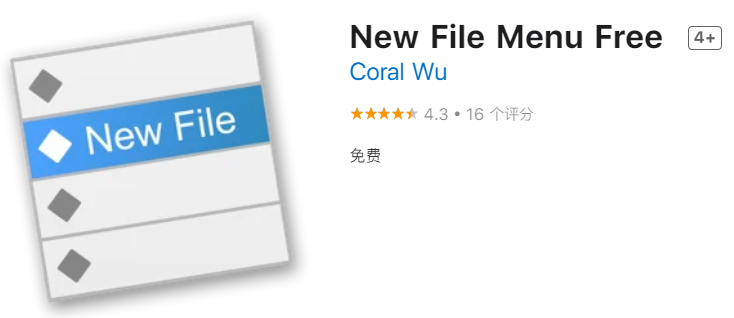 New File
New File Menu Free 4+
Coral Wu
4.3 • 16 个评分
免费